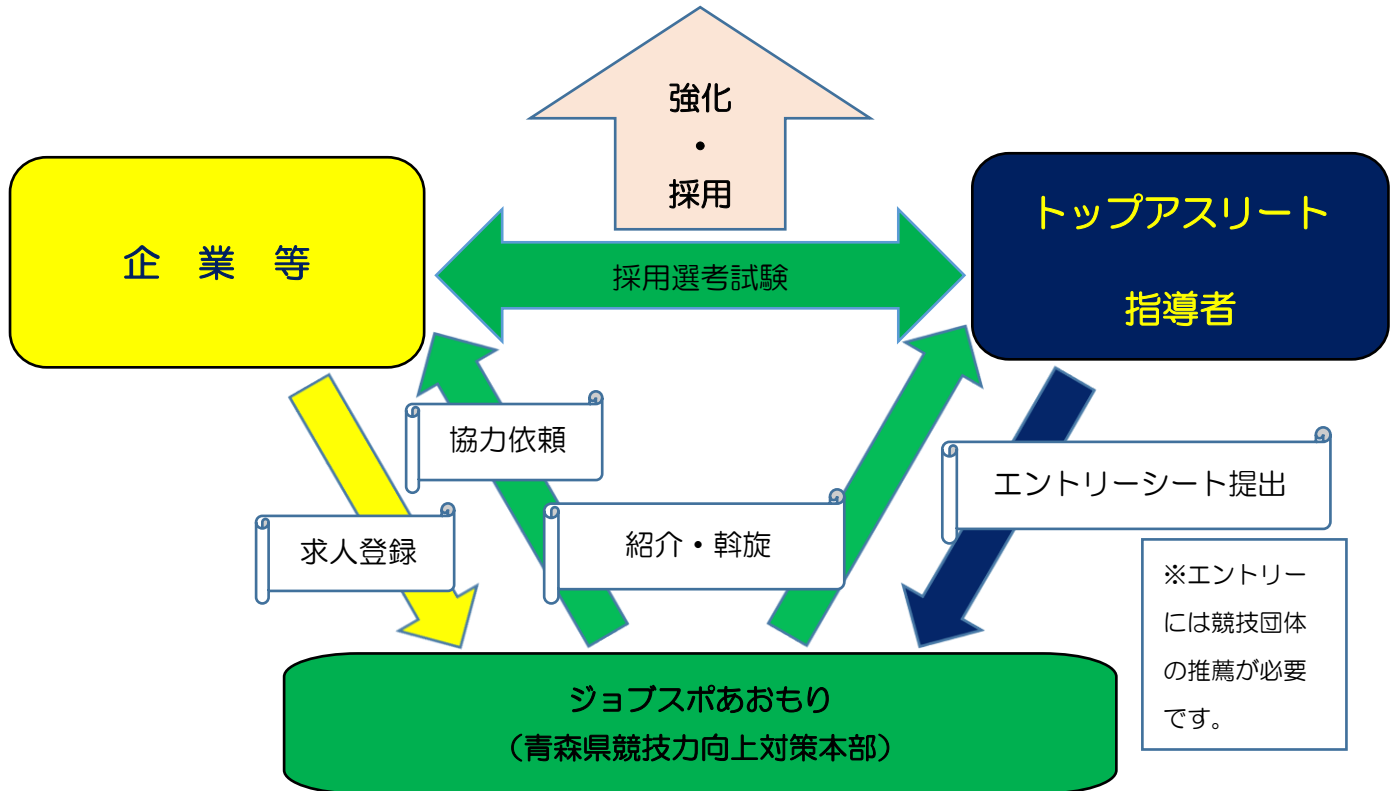 強化
・
採用
企　業　等
採用選考試験
トップアスリート
指導者
協力依頼
エントリーシート提出
求人登録
紹介・斡旋
※エントリー
には競技団体
の推薦が必要
です。
ジョブスポあおもり
（青森県競技力向上対策本部）